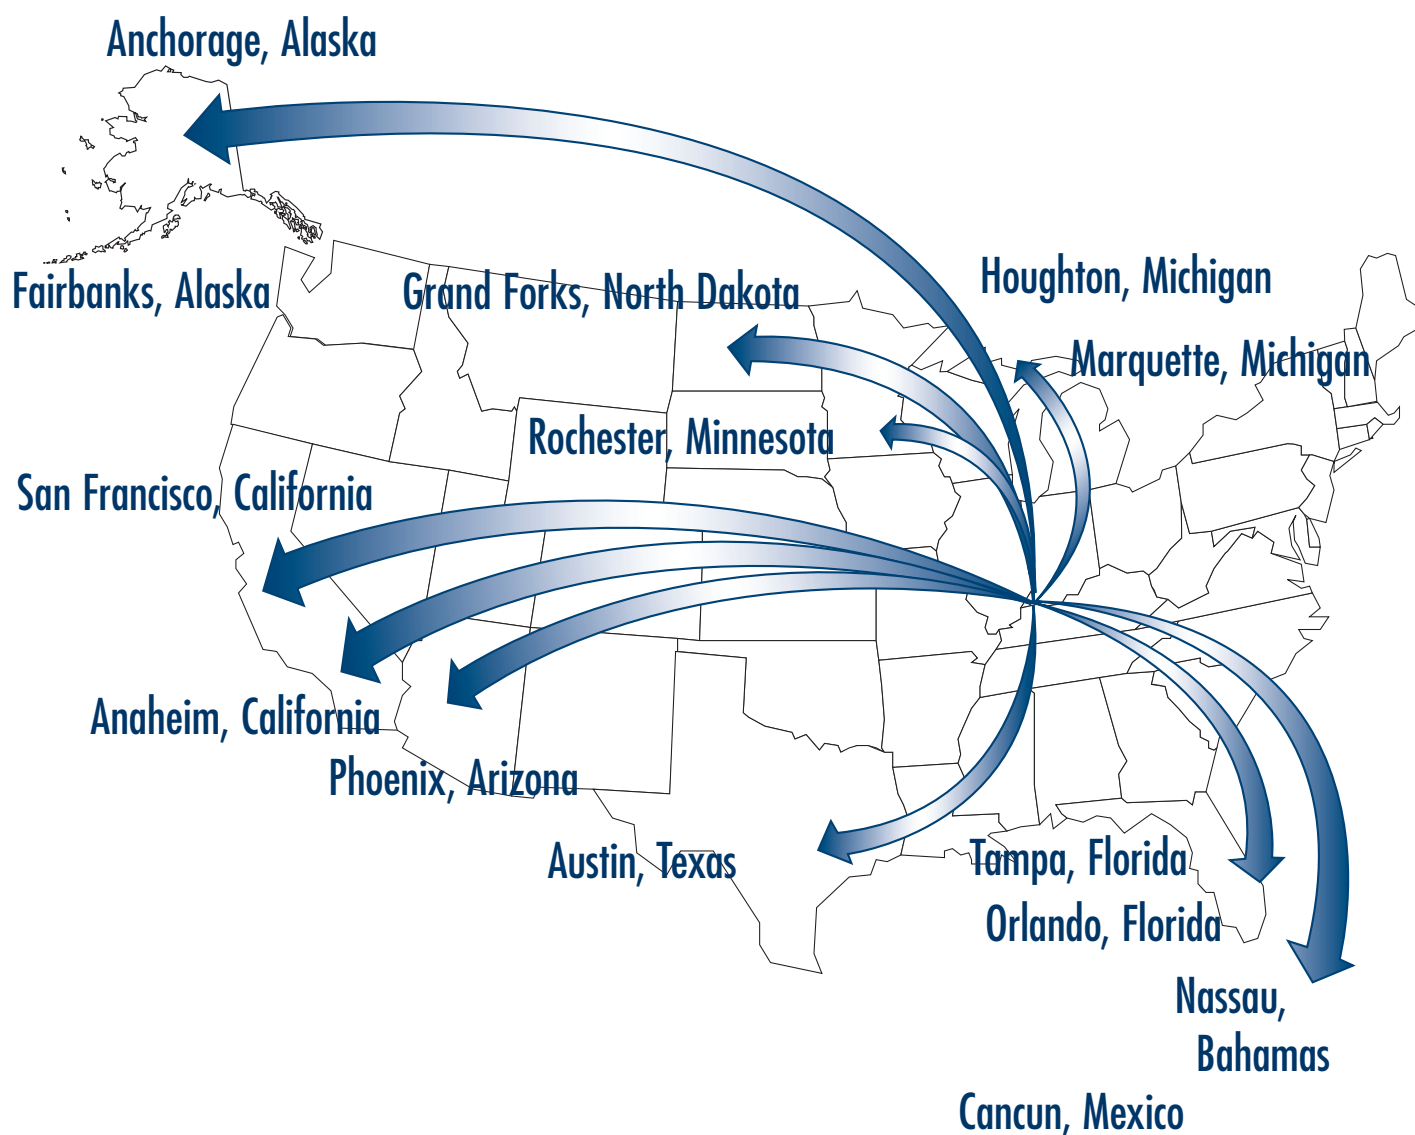 Anchorage, Alaska
Fairbanks, Alaska
Grand Forks, North Dakota
Houghton, Michigan
Marquette, Michigan
Rochester, Minnesota
San Francisco, California
Anaheim, California
Phoenix, Arizona
Austin, Texas
Tampa, Florida
Orlando, Florida
Nassau,
Bahamas
Cancun, Mexico